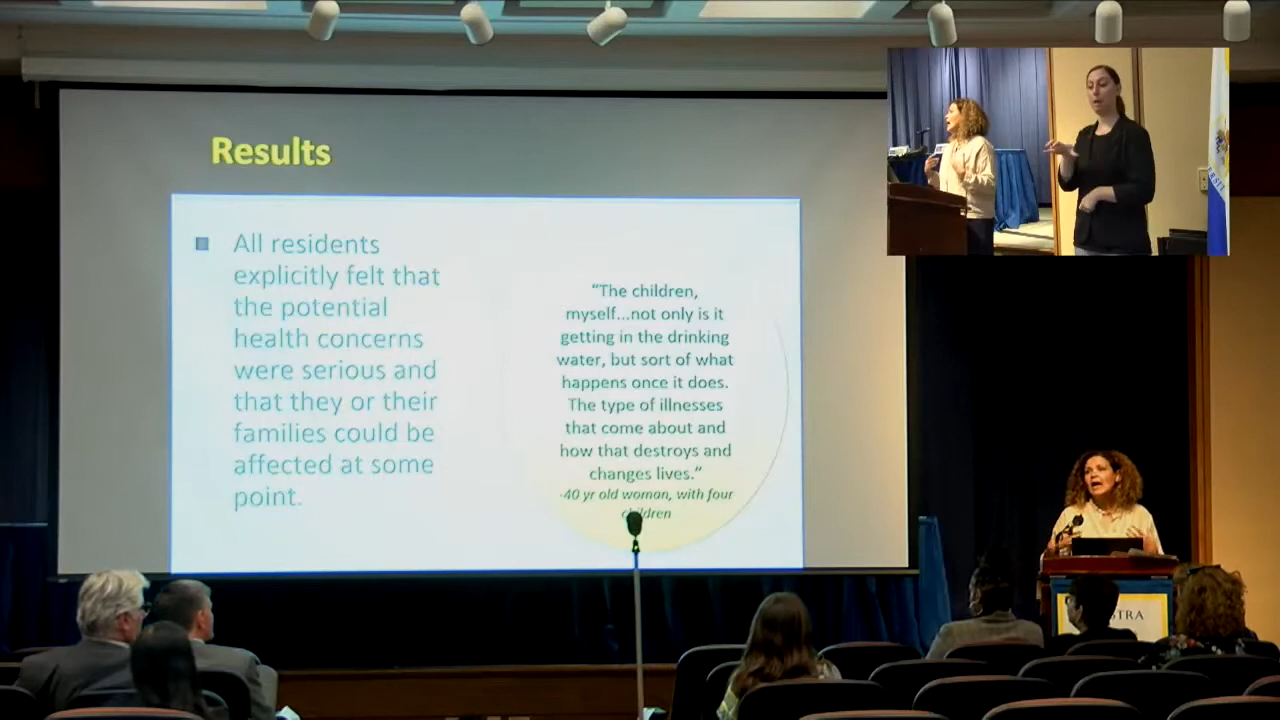 Results
All residents
explicitly felt that
the potential
health concerns
were serious and
that they or their
families could be
affected at some
point.
“The children,
myself...not only is it
getting in the drinking
water, but sort of what
happens once it does.
The type of illnesses
that come about and
how that destroys and
changes lives.”
-40 yr old woman, with four
STRA